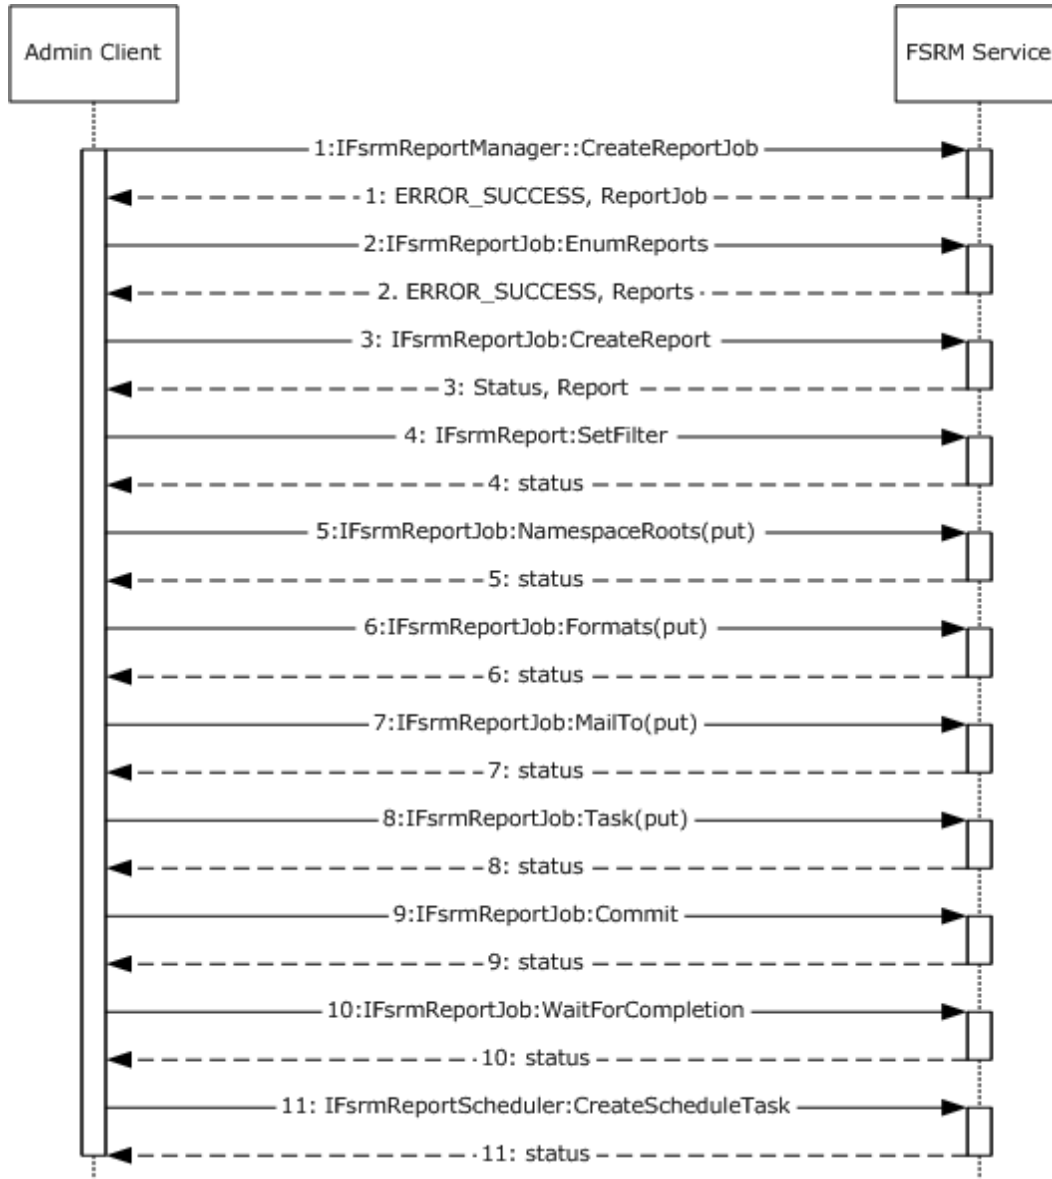 Admin Client
FSRM Service
1:IFsrmReportManager::CreateReportJob
1: ERROR_SUCCESS, ReportJob
2:IFsrmReportJob:EnumReports
2. ERROR_SUCCESS, Reports
3: IFsrmReportJob:CreateReport
3: Status, Report
4: IFsrmReport:SetFilter
4: status
5:IFsrmReportJob:NamespaceRoots(put)
5: status
6:IFsrmReportJob:Formats(put)
6: status
7:IFsrmReportJob:MailTo(put)
7: status
8:IFsrmReportJob:Task(put)
8: status
9:IFsrmReportJob:Commit
9: status
10:IFsrmReportJob:WaitForCompletion
10: status
11: IFsrmReportScheduler:CreateScheduleTask
11: status